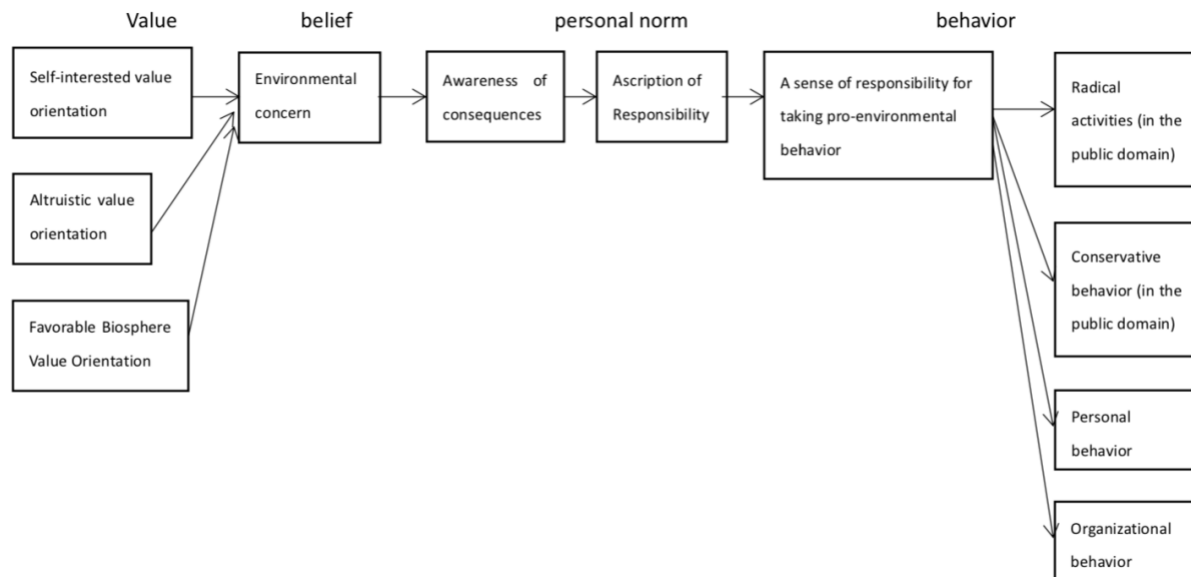 Value
belief
personal norm
behavior
Self-interested value
orientation
Altruistic value
orientation
Favorable Biosphere
Value Orientation
Environmental
concern
Awareness of
consequences
Ascription of
Responsibility
A sense of responsibility for
taking pro-environmental
behavior
Radical
activities (in the
public domain)
Conservative
behavior (in the
public domain)
Personal
behavior
Organizational
behavior